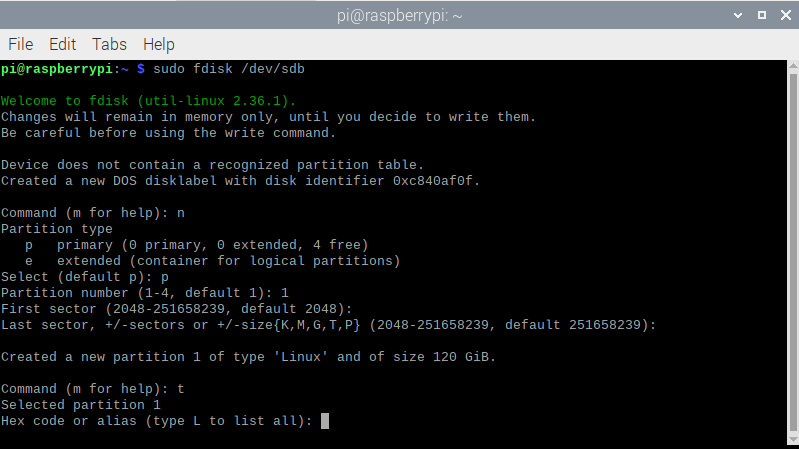 pi@raspberrypi: ~
File Edit Tabs Help
pi@raspberrypi:~ $ sudo fdisk /dev/sdb
Welcome to fdisk (util-linux 2.36.1).
Changes will remain in memory only, until you decide to write them.
Be careful before using the write command.
Device does not contain a recognized partition table.
Created a new DOS disklabel with disk identifier 0xc840af0f.
Command (m for help): n
Partition type
p primary (0 primary, 0 extended, 4 free)
e extended (container for logical partitions)
Select (default p): p
Partition number (1-4, default 1): 1
First sector (2048-251658239, default 2048):
Last sector, +/-sectors or +/-size{K,M,G,T,P} (2048-251658239, default 251658239):
Created a new partition 1 of type 'Linux' and of size 120 GiB.
Command (m for help): t
Selected partition 1
Hex code or alias (type L to list all):